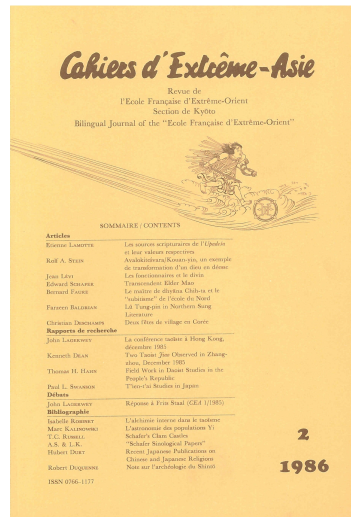 Cahiers d'Extrême-Asie
Revue de
l'Ecole Française d'Extrême-Orient
Section de Kyōto
Bilingual Journal of the "Ecole Française d'Extrême-Orient"
SOMMAIRE / CONTENTS
Articles
Etienne LAMOTTE Les sources scripturaires de l'Upadeśa
et leur valeurs respectives
Rolf A. STEIN Avalokiteśvara/Kouan-yin, un exemple
de transformation d'un dieu en déesse
Jean LÉVI Les fonctionnaires et le divin
Edward SCHAFER Transcendent Elder Mao
Bernard FAURE Le maître de dhyāna Chih-ta et le
"subitisme" de l'école du Nord
Farzeen BALDRIAN Lü Tung-pin in Northern Sung
Literature
Christian DESCHAMPS Deux fêtes de village en Corée
Rapports de recherche
John LAGERWEY La conférence taoïste à Hong Kong,
décembre 1985
Kenneth DEAN Two Taoist Jiao Observed in Zhang-
zhou, December 1985
Thomas H. HAHN Field Work in Daoist Studies in the
People's Republic
Paul L. SWANSON T'ien-t'ai Studies in Japan
Débats
John LAGERWEY Réponse à Frits Staal (CEA 1/1985)
Bibliographie
Isabelle ROBINET L'alchimie interne dans le taoïsme
Marc KALINOWSKI L'astronomie des populations Yi
T.C. RUSSELL Schafer's Clam Castles
A.S. & L.K. "Schafer Sinological Papers"
Hubert DURT Recent Japanese Publications on
Chinese and Japanese Religions
Robert DUQUENNE Note sur l'archéologie du Shintō
ISSN 0766-1177
2
1986